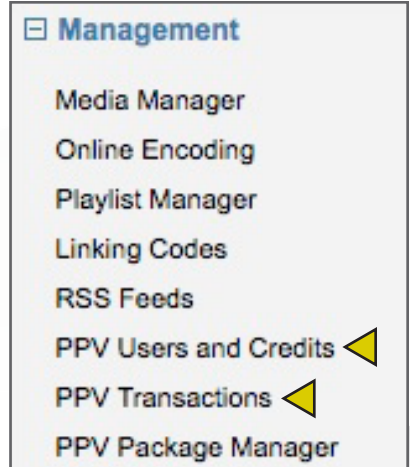 Management
Media Manager
Online Encoding
Playlist Manager
Linking Codes
RSS Feeds
PPV Users and Credits
PPV Transactions
PPV Package Manager